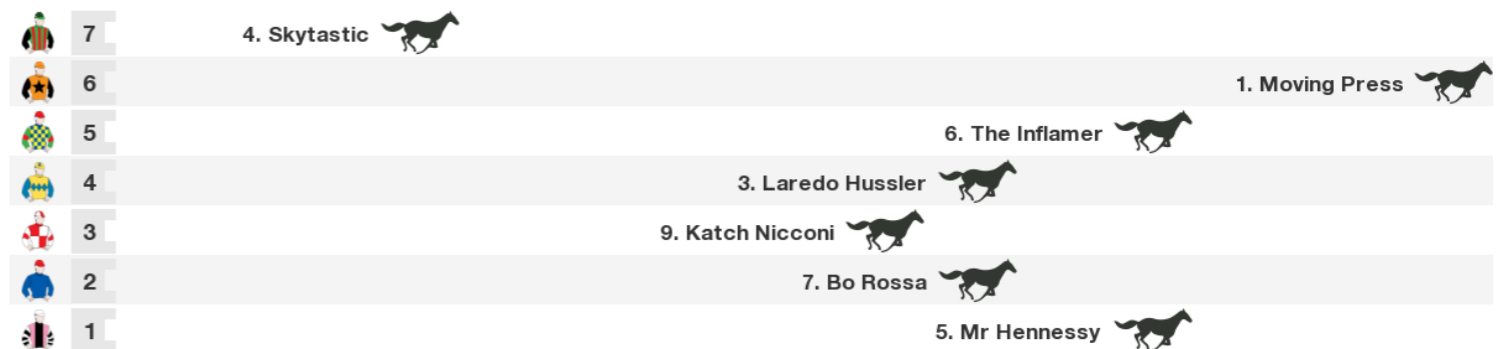 7 4. Skytastic
6 1. Moving Press
5 6. The Inflamer
4 3. Laredo Hussler
3 9. Katch Nicconi
2 7. Bo Rossa
1 5. Mr Hennessy